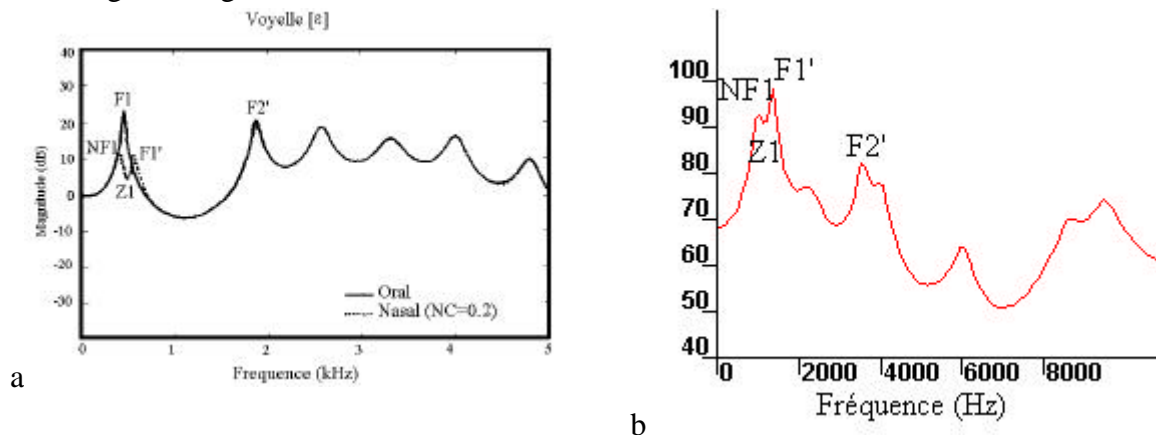 Voyelle [ε]
40
30
20
10
0
-10
-20
-30
Magnitude (dB)
F1
NF1
F1'
Z1
F2'
Oral
Nasal (NC=0.2)
0 1 2 3 4 5
Frequence (kHz)
a
100
90
80
70
60
50
40
NF1
F1'
Z1
F2'
0 2000 4000 6000 8000
Fréquence (Hz)
b